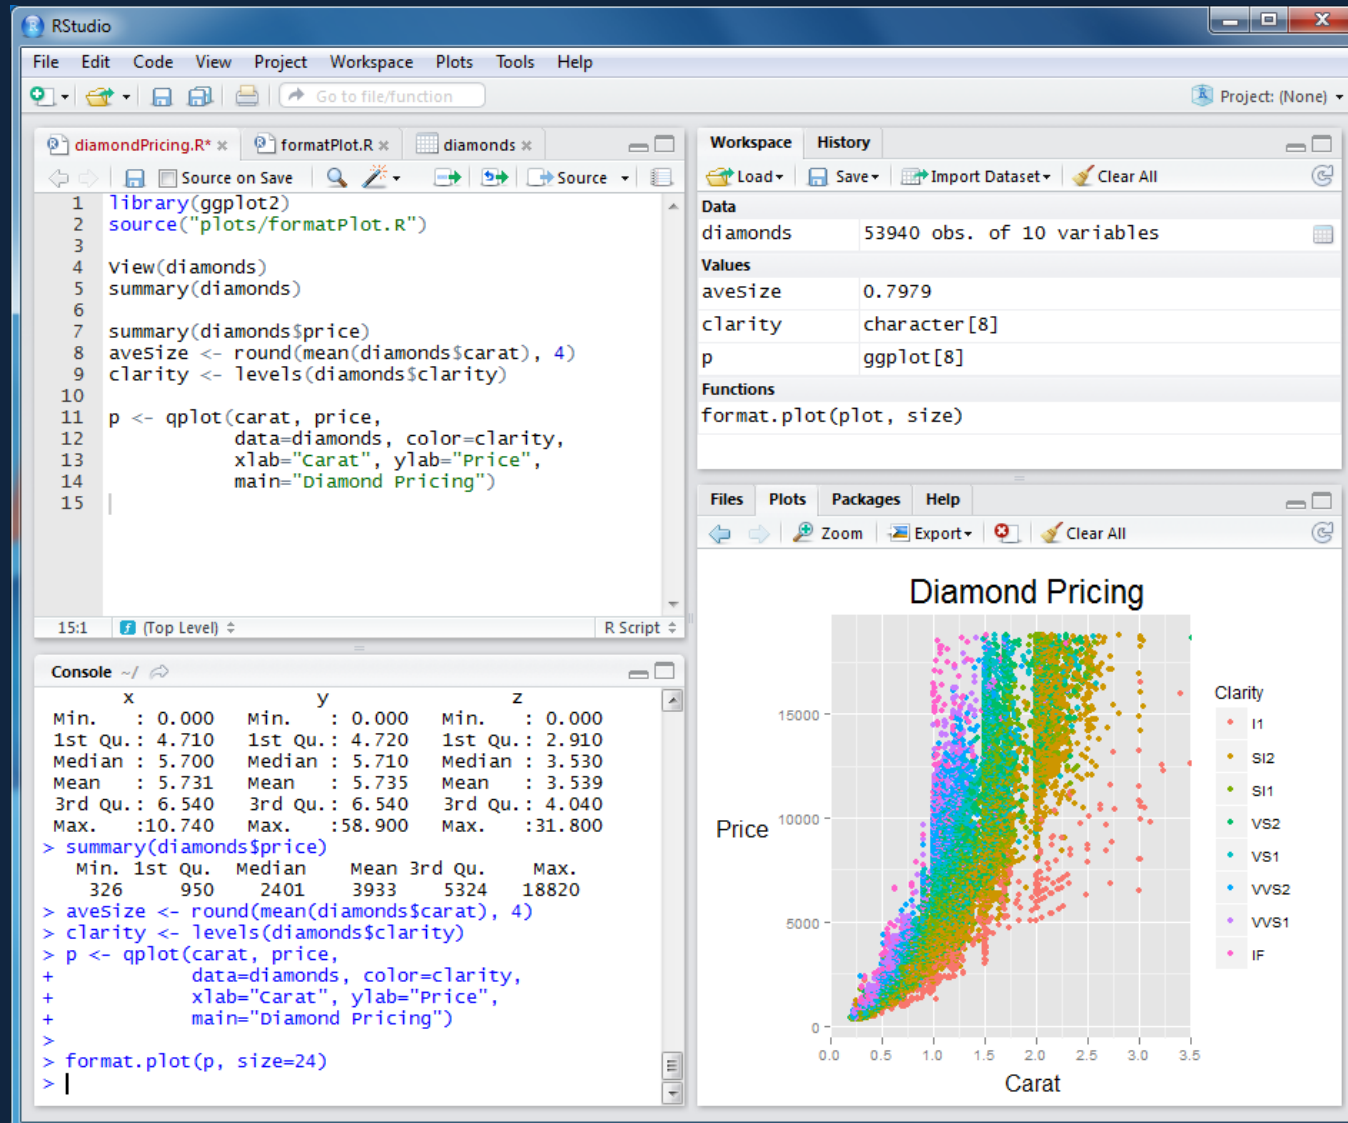 RStudio
File Edit Code View Project Workspace Plots Tools Help
Go to file/function
Project: (None)
diamondPricing.R* formatPlot.R diamonds
Source on Save Source
1 library(ggplot2)
2 source("plots/formatPlot.R")
3
4 View(diamonds)
5 summary(diamonds)
6
7 summary(diamonds$price)
8 aveSize <- round(mean(diamonds$carat), 4)
9 clarity <- levels(diamonds$clarity)
10
11 p <- qplot(carat, price,
12 data=diamonds, color=clarity,
13 xlab="Carat", ylab="Price",
14 main="Diamond Pricing")
15
15:1 (Top Level) R Script
Console ~/
x y z
Min. : 0.000 Min. : 0.000 Min. : 0.000
1st Qu.: 4.710 1st Qu.: 4.720 1st Qu.: 2.910
Median : 5.700 Median : 5.710 Median : 3.530
Mean : 5.731 Mean : 5.735 Mean : 3.539
3rd Qu.: 6.540 3rd Qu.: 6.540 3rd Qu.: 4.040
Max. :10.740 Max. :58.900 Max. :31.800
> summary(diamonds$price)
Min. 1st Qu. Median Mean 3rd Qu. Max.
326 950 2401 3933 5324 18820
> aveSize <- round(mean(diamonds$carat), 4)
> clarity <- levels(diamonds$clarity)
> p <- qplot(carat, price,
+ data=diamonds, color=clarity,
+ xlab="Carat", ylab="Price",
+ main="Diamond Pricing")
>
> format.plot(p, size=24)
>
Workspace History
Load Save Import Dataset Clear All
Data
diamonds 53940 obs. of 10 variables
Values
aveSize 0.7979
clarity character[8]
p ggplot[8]
Functions
format.plot(plot, size)
Files Plots Packages Help
Zoom Export Clear All
Diamond Pricing
Price
15000
10000
5000
0
0.0 0.5 1.0 1.5 2.0 2.5 3.0 3.5
Carat
Clarity
I1
SI2
SI1
VS2
VS1
VVS2
VVS1
IF